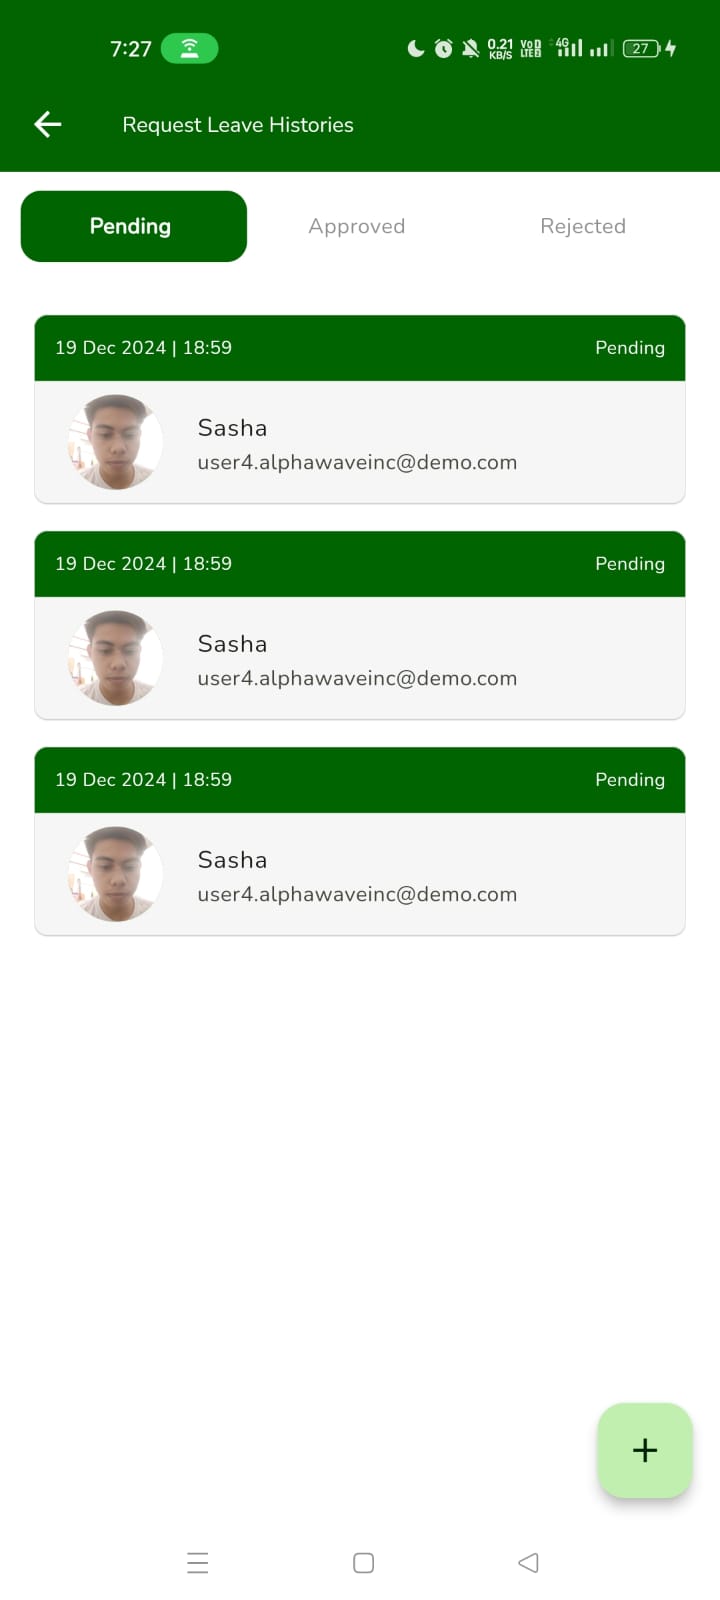 7:27 0.21 KB/S VoD LTE2 4G 27
Request Leave Histories
Pending Approved Rejected
19 Dec 2024 | 18:59 Pending
Sasha
user4.alphawaveinc@demo.com
19 Dec 2024 | 18:59 Pending
Sasha
user4.alphawaveinc@demo.com
19 Dec 2024 | 18:59 Pending
Sasha
user4.alphawaveinc@demo.com
+